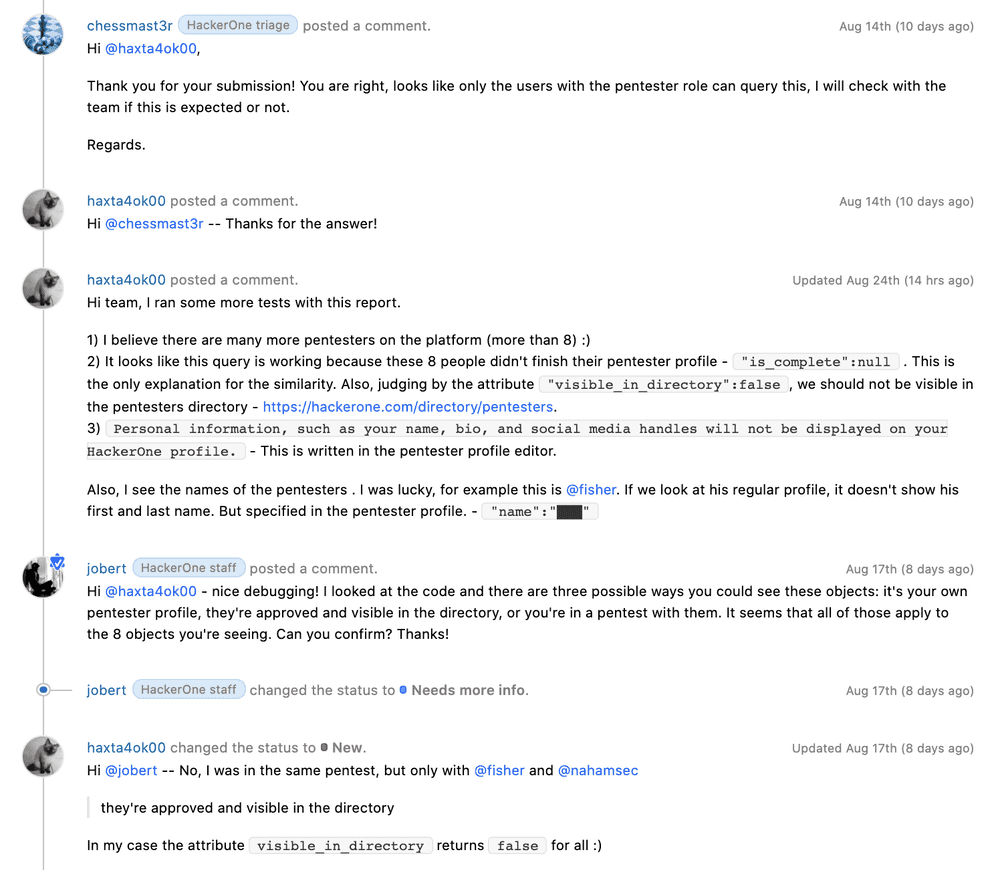 chessmast3r HackerOne triage posted a comment. Aug 14th (10 days ago)
Hi @haxta4ok00,
Thank you for your submission! You are right, looks like only the users with the pentester role can query this, I will check with the
team if this is expected or not.
Regards.
haxta4ok00 posted a comment. Aug 14th (10 days ago)
Hi @chessmast3r -- Thanks for the answer!
haxta4ok00 posted a comment. Updated Aug 24th (14 hrs ago)
Hi team, I ran some more tests with this report.
1) I believe there are many more pentesters on the platform (more than 8) :)
2) It looks like this query is working because these 8 people didn't finish their pentester profile - "is_complete":null . This is
the only explanation for the similarity. Also, judging by the attribute "visible_in_directory":false , we should not be visible in
the pentesters directory - https://hackerone.com/directory/pentesters.
3) Personal information, such as your name, bio, and social media handles will not be displayed on your
HackerOne profile. - This is written in the pentester profile editor.
Also, I see the names of the pentesters . I was lucky, for example this is @fisher. If we look at his regular profile, it doesn't show his
first and last name. But specified in the pentester profile. - "name":"███"
jobert HackerOne staff posted a comment. Aug 17th (8 days ago)
Hi @haxta4ok00 - nice debugging! I looked at the code and there are three possible ways you could see these objects: it's your own
pentester profile, they're approved and visible in the directory, or you're in a pentest with them. It seems that all of those apply to
the 8 objects you're seeing. Can you confirm? Thanks!
jobert HackerOne staff changed the status to Needs more info. Aug 17th (8 days ago)
haxta4ok00 changed the status to New. Updated Aug 17th (8 days ago)
Hi @jobert -- No, I was in the same pentest, but only with @fisher and @nahamsec
they're approved and visible in the directory
In my case the attribute visible_in_directory returns false for all :)